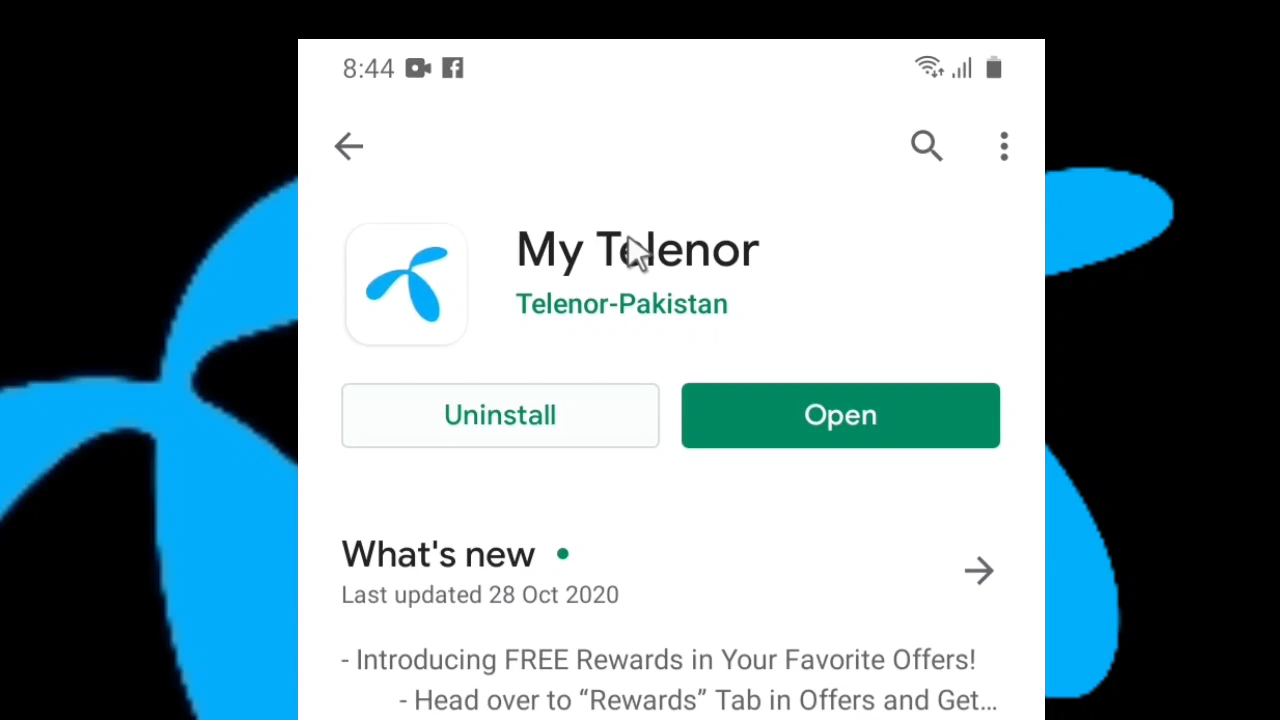 8:44
My Telenor
Telenor-Pakistan
Uninstall
Open
What's new
Last updated 28 Oct 2020
- Introducing FREE Rewards in Your Favorite Offers!
- Head over to “Rewards” Tab in Offers and Get...